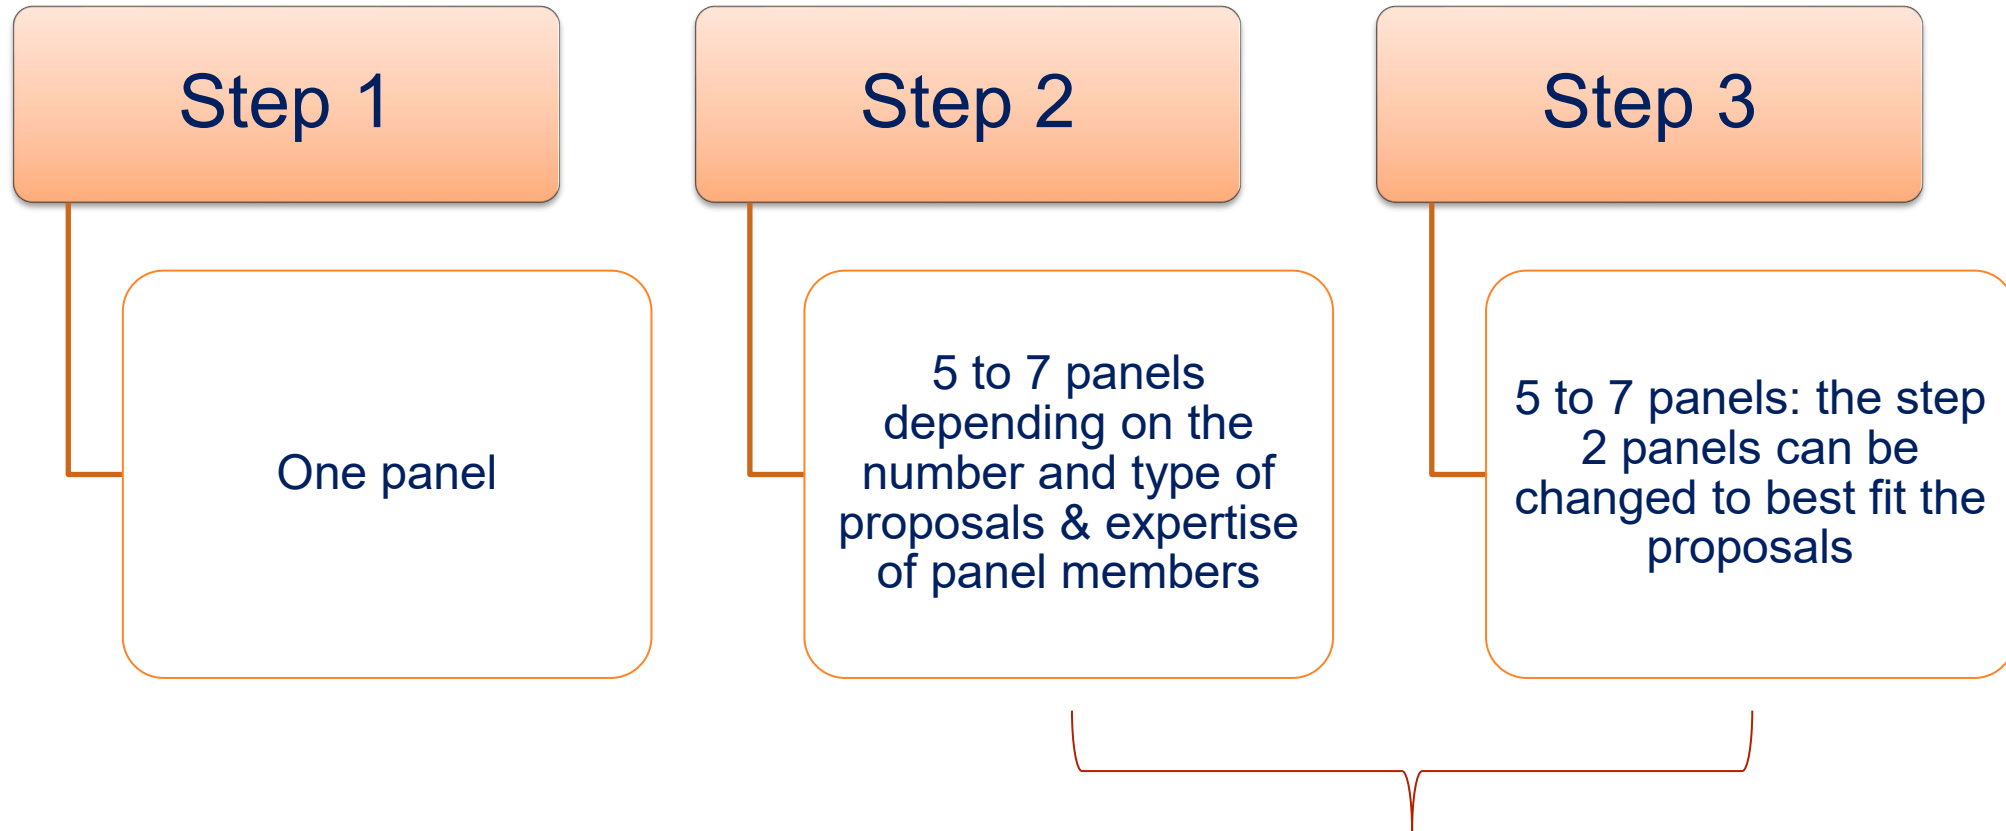 Step 1
Step 2
Step 3
One panel
5 to 7 panels
depending on the
number and type of
proposals & expertise
of panel members
5 to 7 panels: the step
2 panels can be
changed to best fit the
proposals